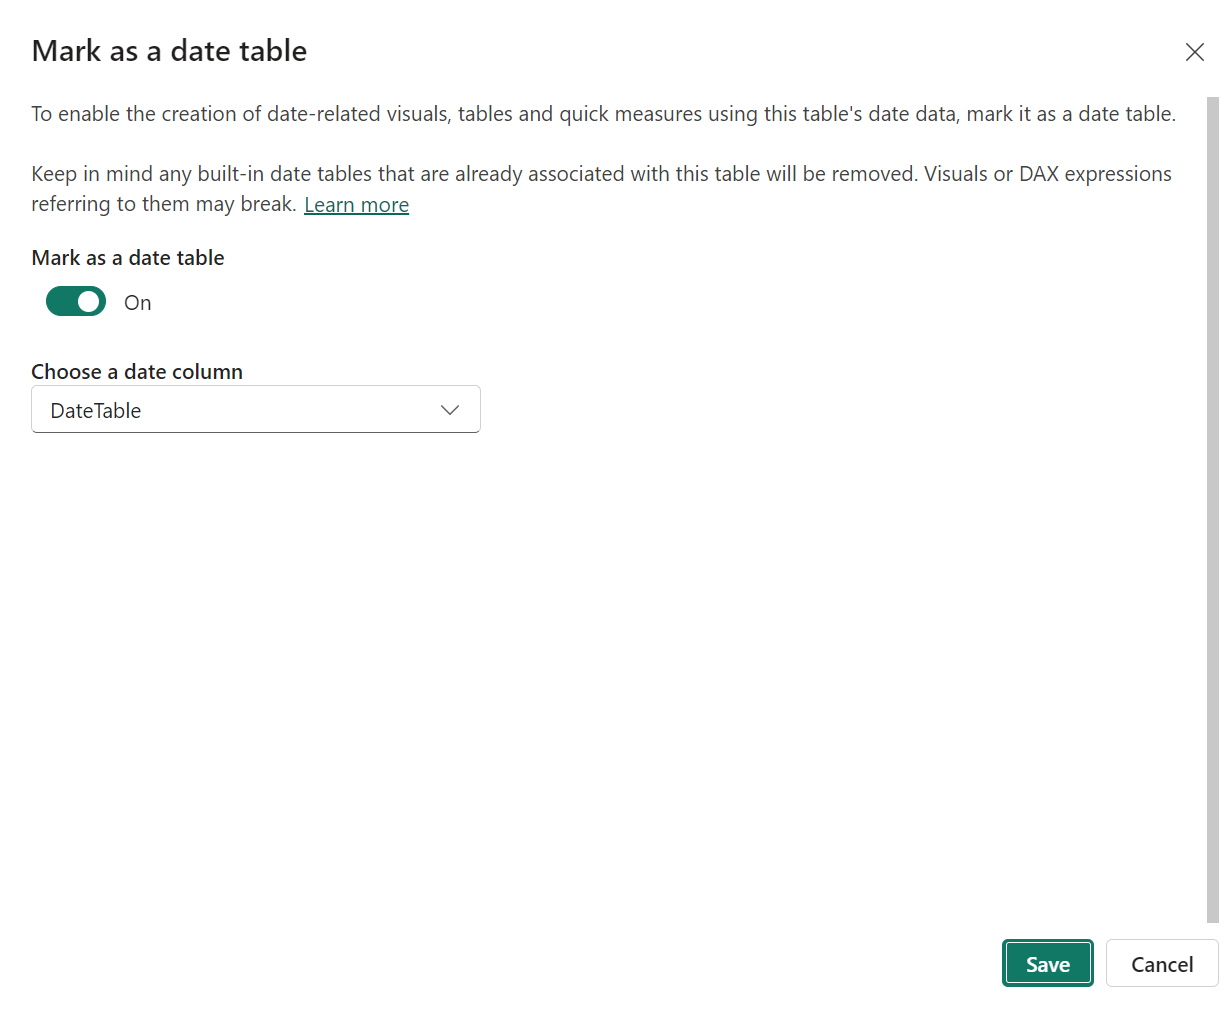 Mark as a date table
To enable the creation of date-related visuals, tables and quick measures using this table's date data, mark it as a date table.
Keep in mind any built-in date tables that are already associated with this table will be removed. Visuals or DAX expressions
referring to them may break. Learn more
Mark as a date table
On
Choose a date column
DateTable
Save Cancel